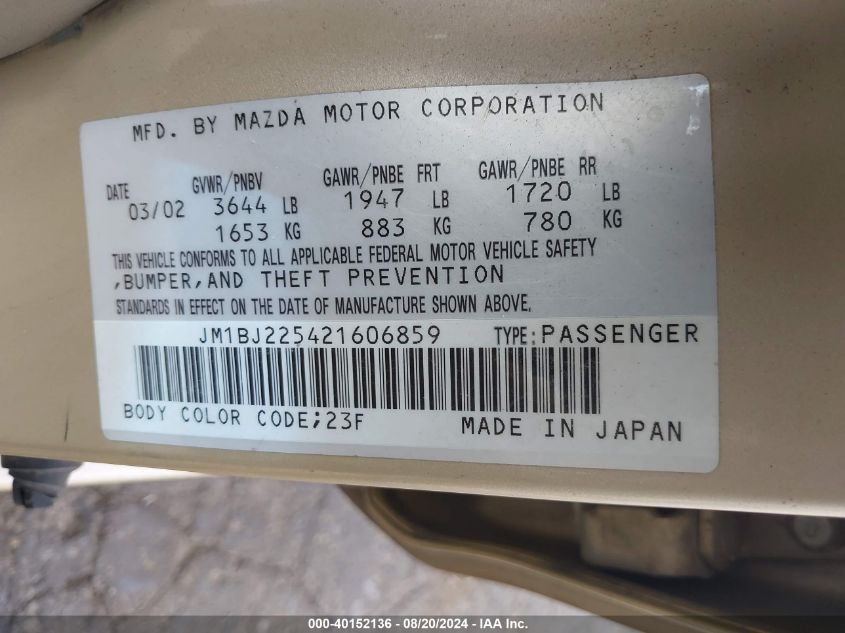 MFD. BY MAZDA MOTOR CORPORATION
DATE GVWR/PNBV GAWR/PNBE FRT GAWR/PNBE RR
03/02 3644 LB 1947 LB 1720 LB
1653 KG 883 KG 780 KG
THIS VEHICLE CONFORMS TO ALL APPLICABLE FEDERAL MOTOR VEHICLE SAFETY
,BUMPER,AND THEFT PREVENTION
STANDARDS IN EFFECT ON THE DATE OF MANUFACTURE SHOWN ABOVE.
JM1BJ225421606859 TYPE:PASSENGER
BODY COLOR CODE;23F MADE IN JAPAN
000-40152136 - 08/20/2024 - IAA Inc.